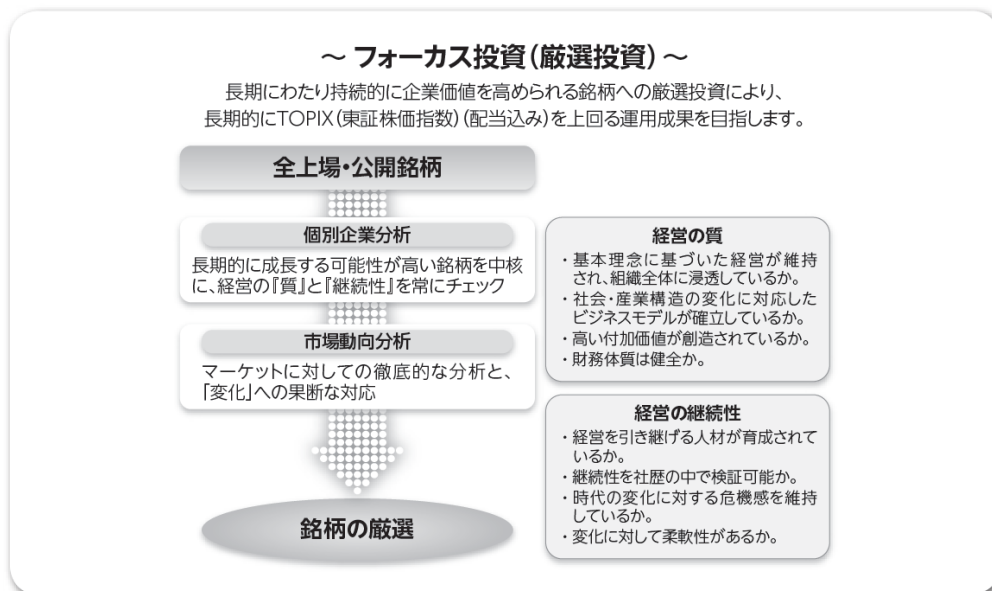 ～ フォーカス投資（厳選投資）～
長期にわたり持続的に企業価値を高められる銘柄への厳選投資により、
長期的にTOPIX（東証株価指数）（配当込み）を上回る運用成果を目指します。
全上場・公開銘柄
個別企業分析
長期的に成長する可能性が高い銘柄を中核
に、経営の『質』と『継続性』を常にチェック
市場動向分析
マーケットに対しての徹底的な分析と、
「変化」への果断な対応
銘柄の厳選
経営の質
・基本理念に基づいた経営が維持
され、組織全体に浸透しているか。
・社会・産業構造の変化に対応した
ビジネスモデルが確立しているか。
・高い付加価値が創造されているか。
・財務体質は健全か。
経営の継続性
・経営を引き継げる人材が育成されて
いるか。
・継続性を社歴の中で検証可能か。
・時代の変化に対する危機感を維持
しているか。
・変化に対して柔軟性があるか。